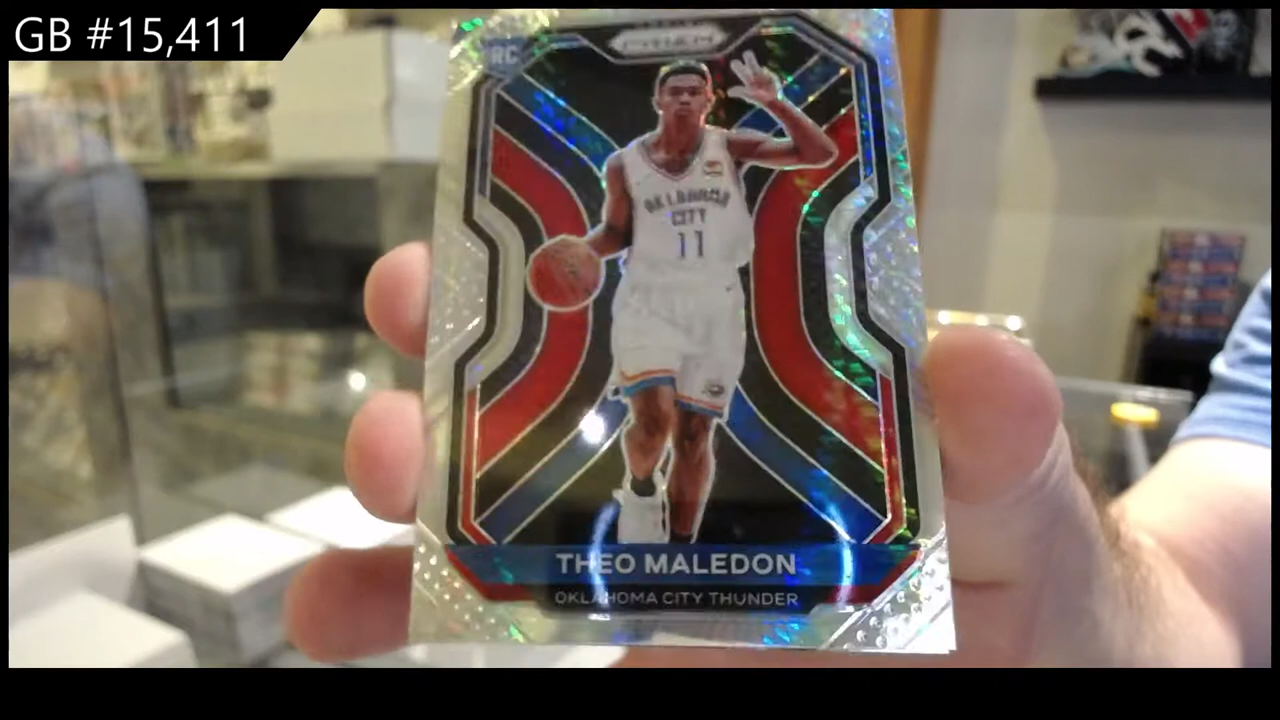 GB #15,411
PRIZM
RC
OKLAHOMA
CITY
11
THEO MALEDON
OKLAHOMA CITY THUNDER